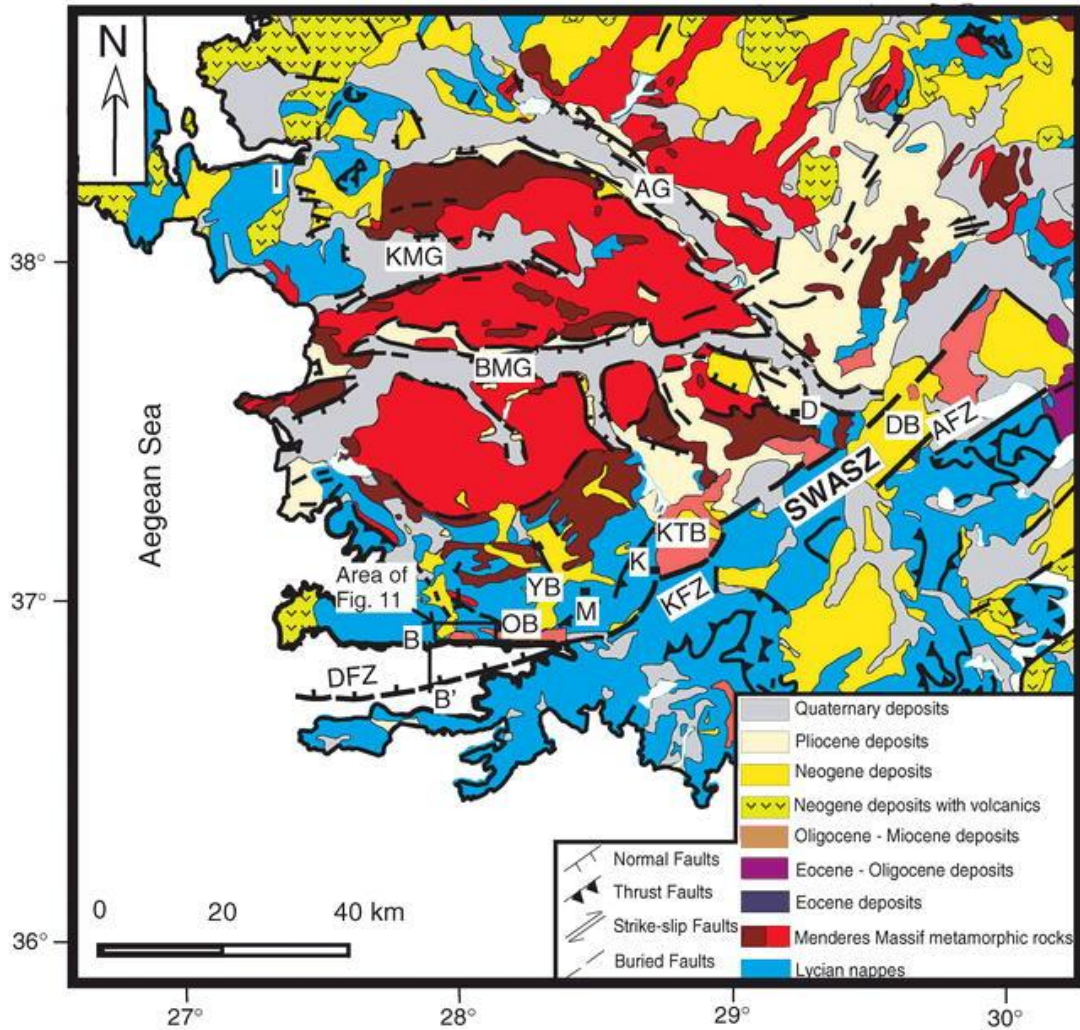 N
AG
I
38°
KMG
BMG
D
DB
AFZ
SWASZ
Aegean Sea
KTB
K
Area of
Fig. 11
YB
37°
M
KFZ
OB
B
DFZ
B'
Quaternary deposits
Pliocene deposits
Neogene deposits
Neogene deposits with volcanics
Oligocene - Miocene deposits
Eocene - Oligocene deposits
Eocene deposits
Menderes Massif metamorphic rocks
Lycian nappes
Normal Faults
Thrust Faults
Strike-slip Faults
Buried Faults
0 20 40 km
36°
27° 28° 29° 30°